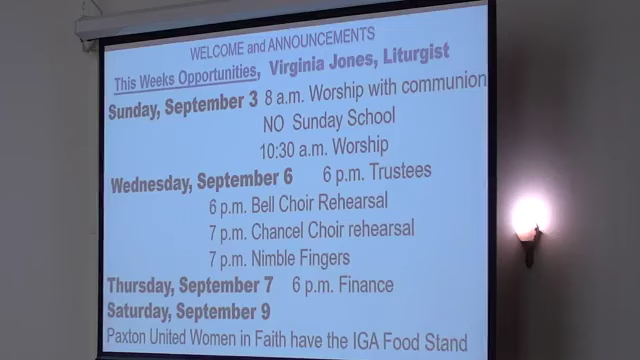 WELCOME and ANNOUNCEMENTS
This Weeks Opportunities, Virginia Jones, Liturgist
Sunday, September 3 8 a.m. Worship with communion
NO Sunday School
10:30 a.m. Worship
Wednesday, September 6 6 p.m. Trustees
6 p.m. Bell Choir Rehearsal
7 p.m. Chancel Choir rehearsal
7 p.m. Nimble Fingers
Thursday, September 7 6 p.m. Finance
Saturday, September 9
Paxton United Women in Faith have the IGA Food Stand